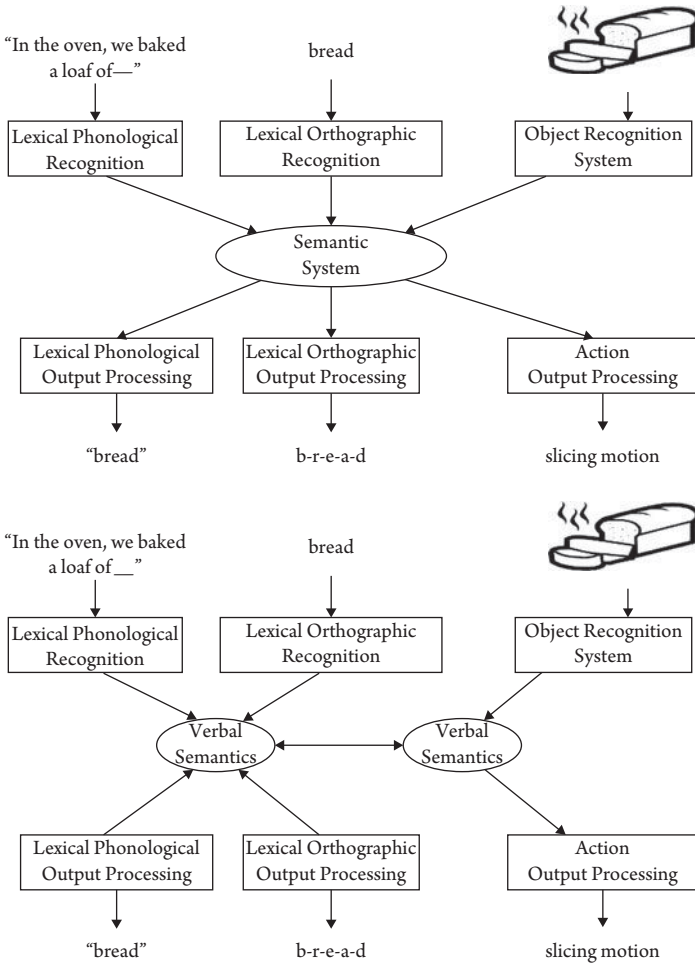 “In the oven, we baked
a loaf of—”
bread
Lexical Phonological
Recognition
Lexical Orthographic
Recognition
Object Recognition
System
Semantic
System
Lexical Phonological
Output Processing
Lexical Orthographic
Output Processing
Action
Output Processing
“bread”
b-r-e-a-d
slicing motion
“In the oven, we baked
a loaf of __”
bread
Lexical Phonological
Recognition
Lexical Orthographic
Recognition
Object Recognition
System
Verbal
Semantics
Verbal
Semantics
Lexical Phonological
Output Processing
Lexical Orthographic
Output Processing
Action
Output Processing
“bread”
b-r-e-a-d
slicing motion